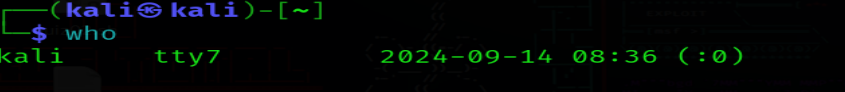 ┌──(kali㉿kali)-[~]
└─$ who
kali     tty7         2024-09-14 08:36 (:0)